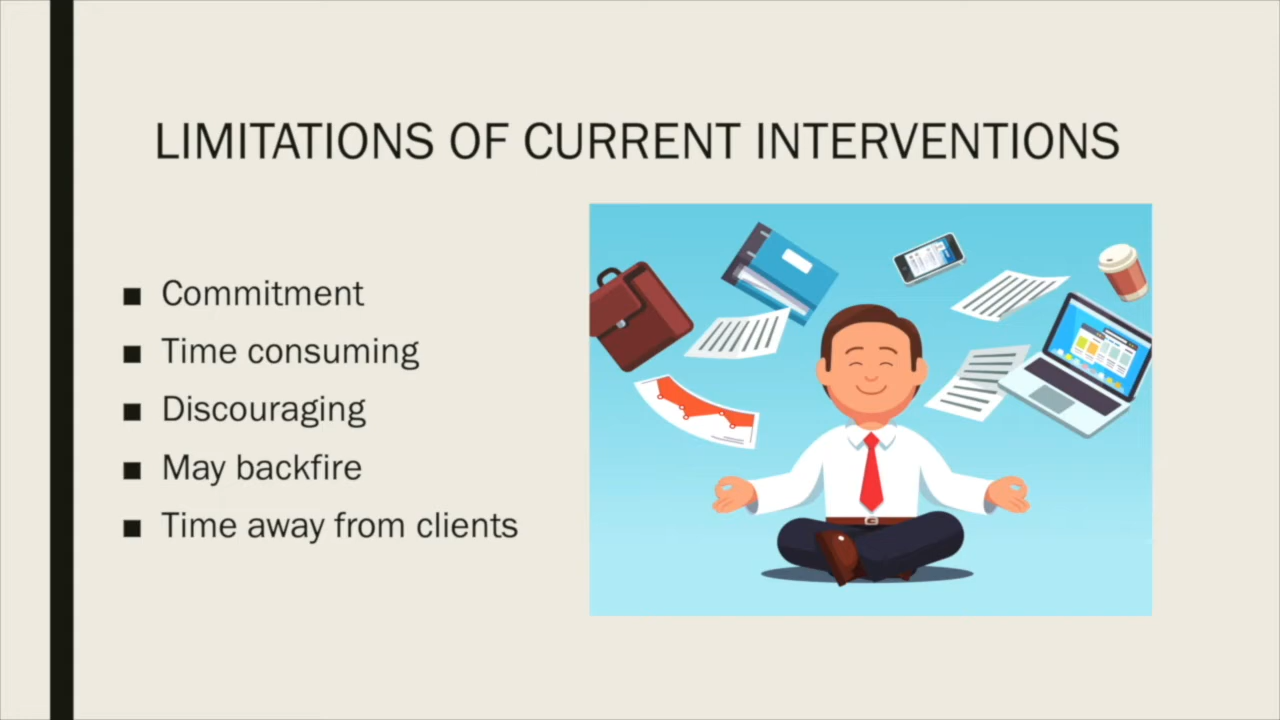 LIMITATIONS OF CURRENT INTERVENTIONS
Commitment
Time consuming
Discouraging
May backfire
Time away from clients